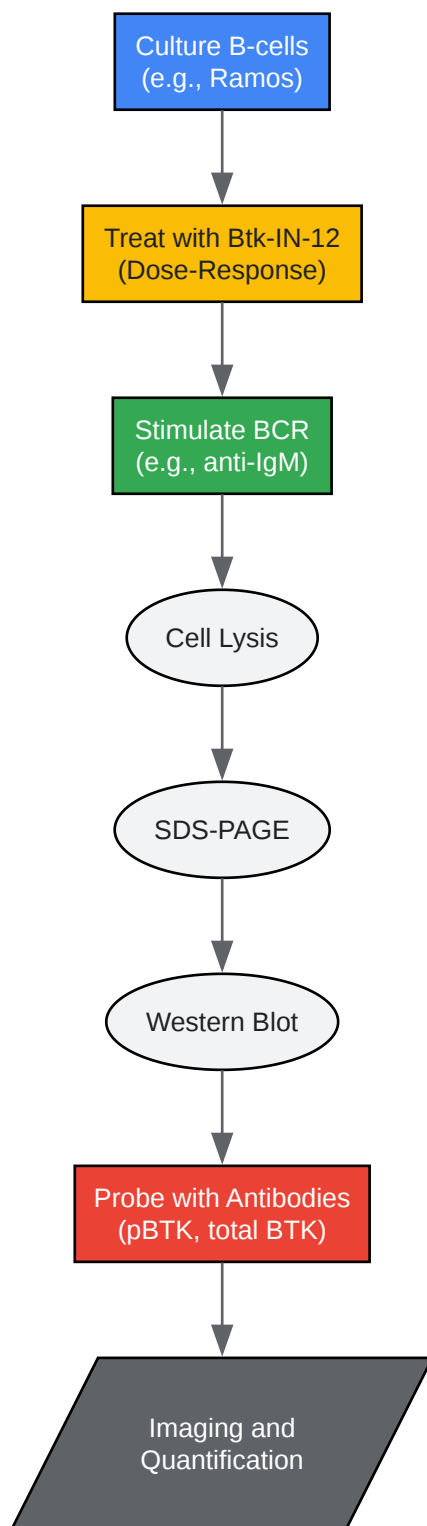 Culture B-cells
(e.g., Ramos)
Treat with Btk-IN-12
(Dose-Response)
Stimulate BCR
(e.g., anti-IgM)
Cell Lysis
SDS-PAGE
Western Blot
Probe with Antibodies
(pBTK, total BTK)
Imaging and
Quantification